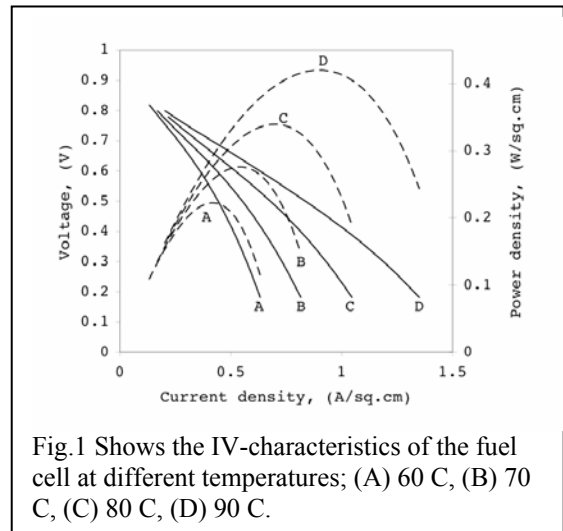 1
0.9
0.8
0.7
0.6
0.5
0.4
0.3
0.2
0.1
0
Voltage, (V)
0.4
0.3
0.2
0.1
0
Power density, (W/sq.cm)
D
C
B
A
A
B
C
D
0
0.5
1
1.5
Current density, (A/sq.cm)
Fig.1 Shows the IV-characteristics of the fuel
cell at different temperatures; (A) 60 C, (B) 70
C, (C) 80 C, (D) 90 C.